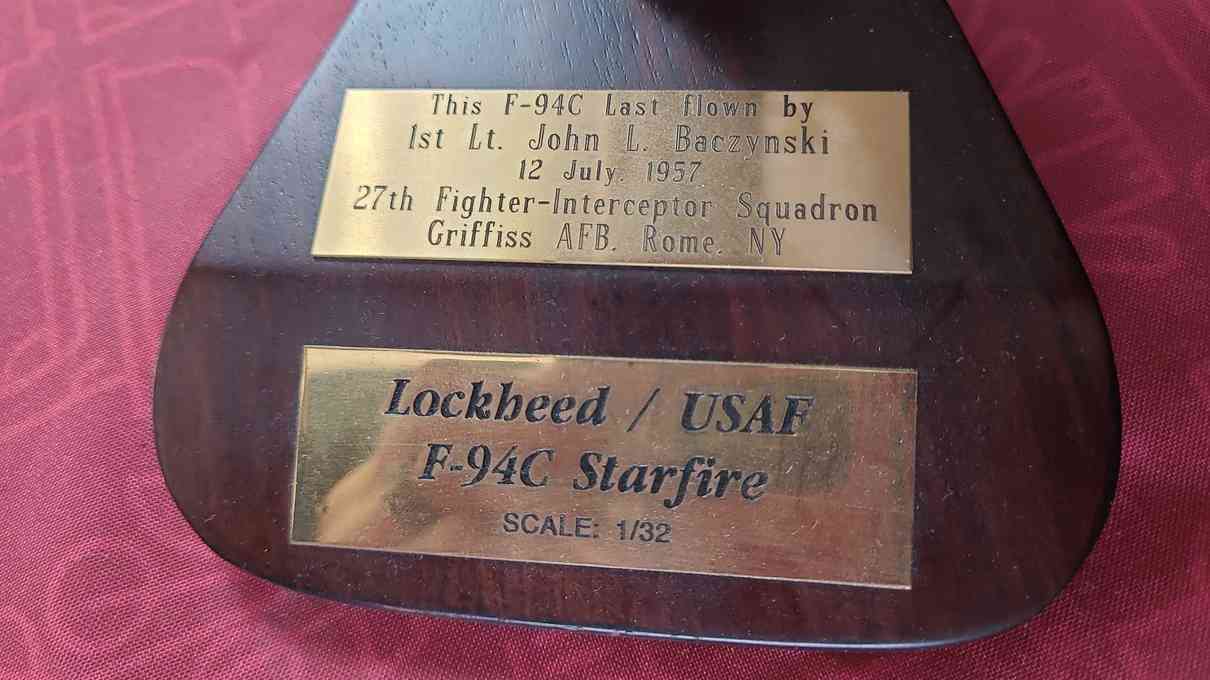 This F-94C Last flown by
1st Lt. John L. Baczynski
12 July. 1957
27th Fighter-Interceptor Squadron
Griffiss AFB. Rome. NY
Lockheed / USAF
F-94C Starfire
SCALE: 1/32